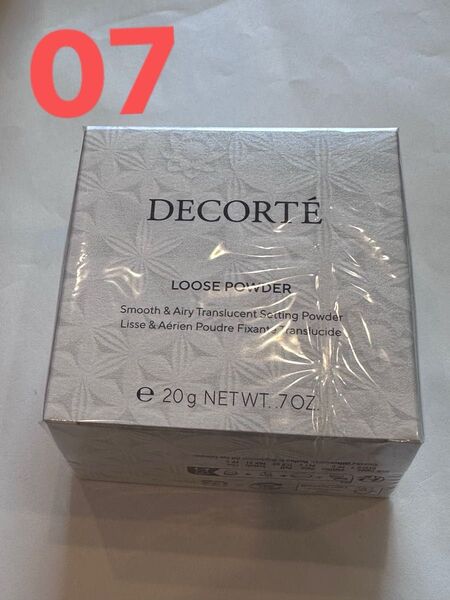 07
DECORTÉ
LOOSE POWDER
Smooth & Airy Translucent Setting Powder
Lisse & Aérien Poudre Fixante Translucide
e 20g NET WT. .7 OZ.